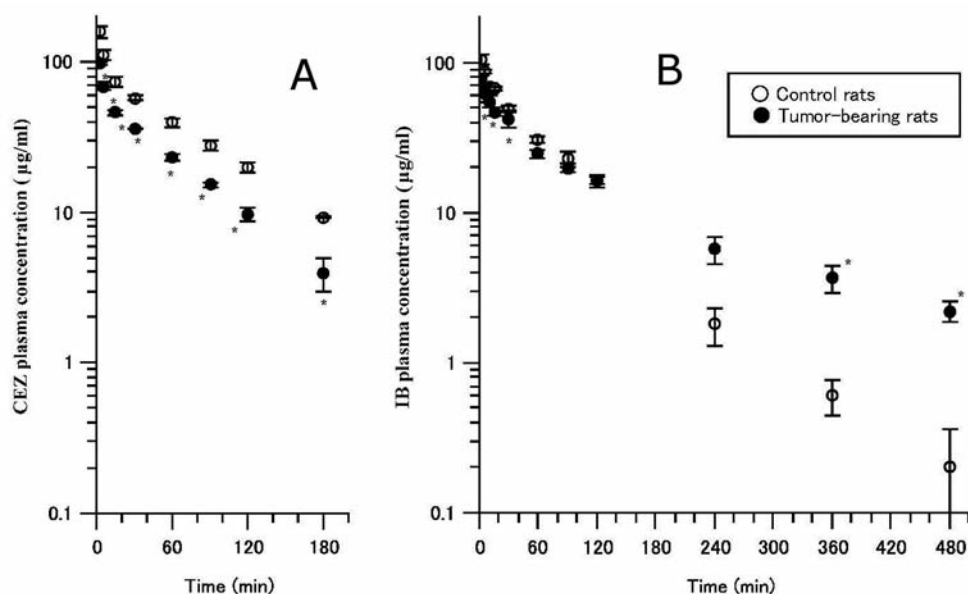 A
B
Control rats
Tumor-bearing rats
CEZ plasma concentration ( µg/ml)
100
10
1
0.1
0 60 120 180
Time (min)
IB plasma concentration ( µg/ml)
100
10
1
0.1
0 60 120 180 240 300 360 420 480
Time (min)
* * * * * * * *
* * * * *